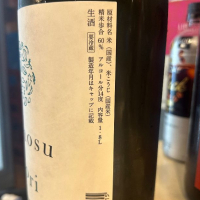 原材料名 米（国産）、米こうじ（国産米）
精米歩合 60％ アルコール分14度 内容量 1.8L
製造年月はキャップに記載
生酒 要冷蔵
osu
ri